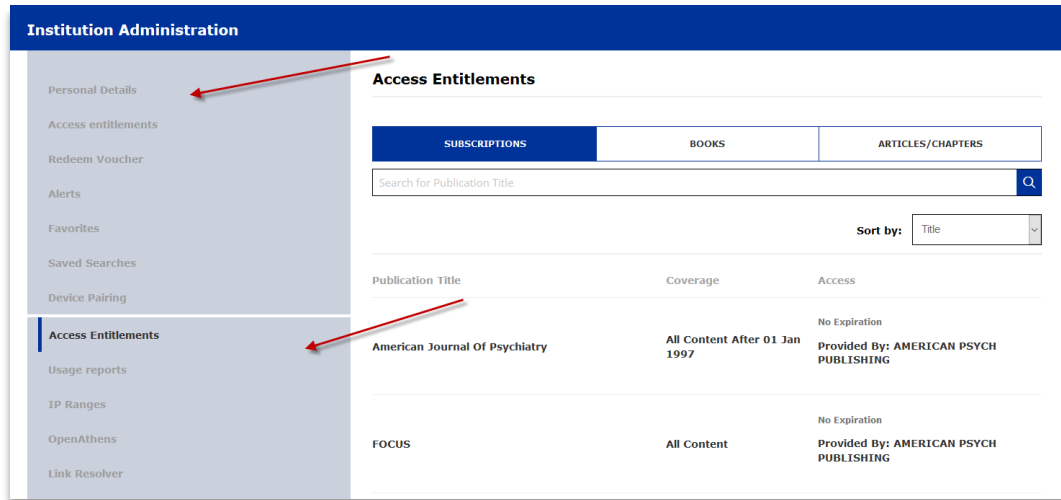 Institution Administration
Personal Details
Access entitlements
Redeem Voucher
Alerts
Favorites
Saved Searches
Device Pairing
Access Entitlements
Usage reports
IP Ranges
OpenAthens
Link Resolver
Access Entitlements
SUBSCRIPTIONS
BOOKS
ARTICLES/CHAPTERS
Search for Publication Title
Sort by:
Title
Publication Title
Coverage
Access
American Journal Of Psychiatry
All Content After 01 Jan
1997
No Expiration
Provided By: AMERICAN PSYCH
PUBLISHING
FOCUS
All Content
No Expiration
Provided By: AMERICAN PSYCH
PUBLISHING